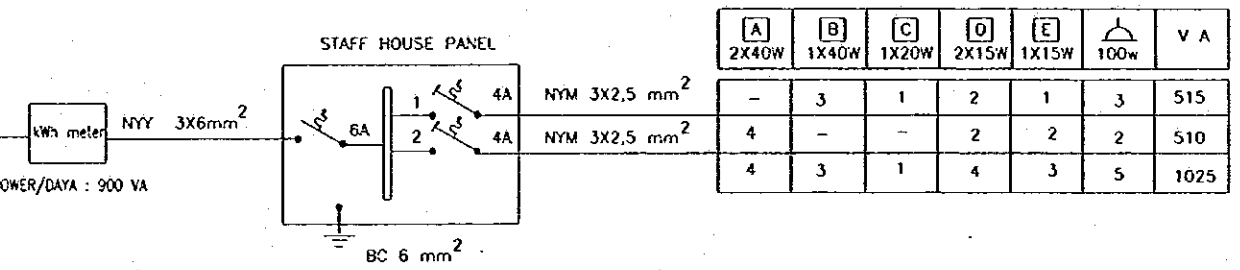 STAFF HOUSE PANEL
kWh meter
NYY 3X6mm²
6A
1
2
4A
4A
NYM 3X2,5 mm²
NYM 3X2,5 mm²
OWER/DAYA : 900 VA
BC 6 mm²
A B C D E V A
2X40W 1X40W 1X20W 2X15W 1X15W 100w
- 3 1 2 1 3 515
4 - - 2 2 2 510
4 3 1 4 3 5 1025